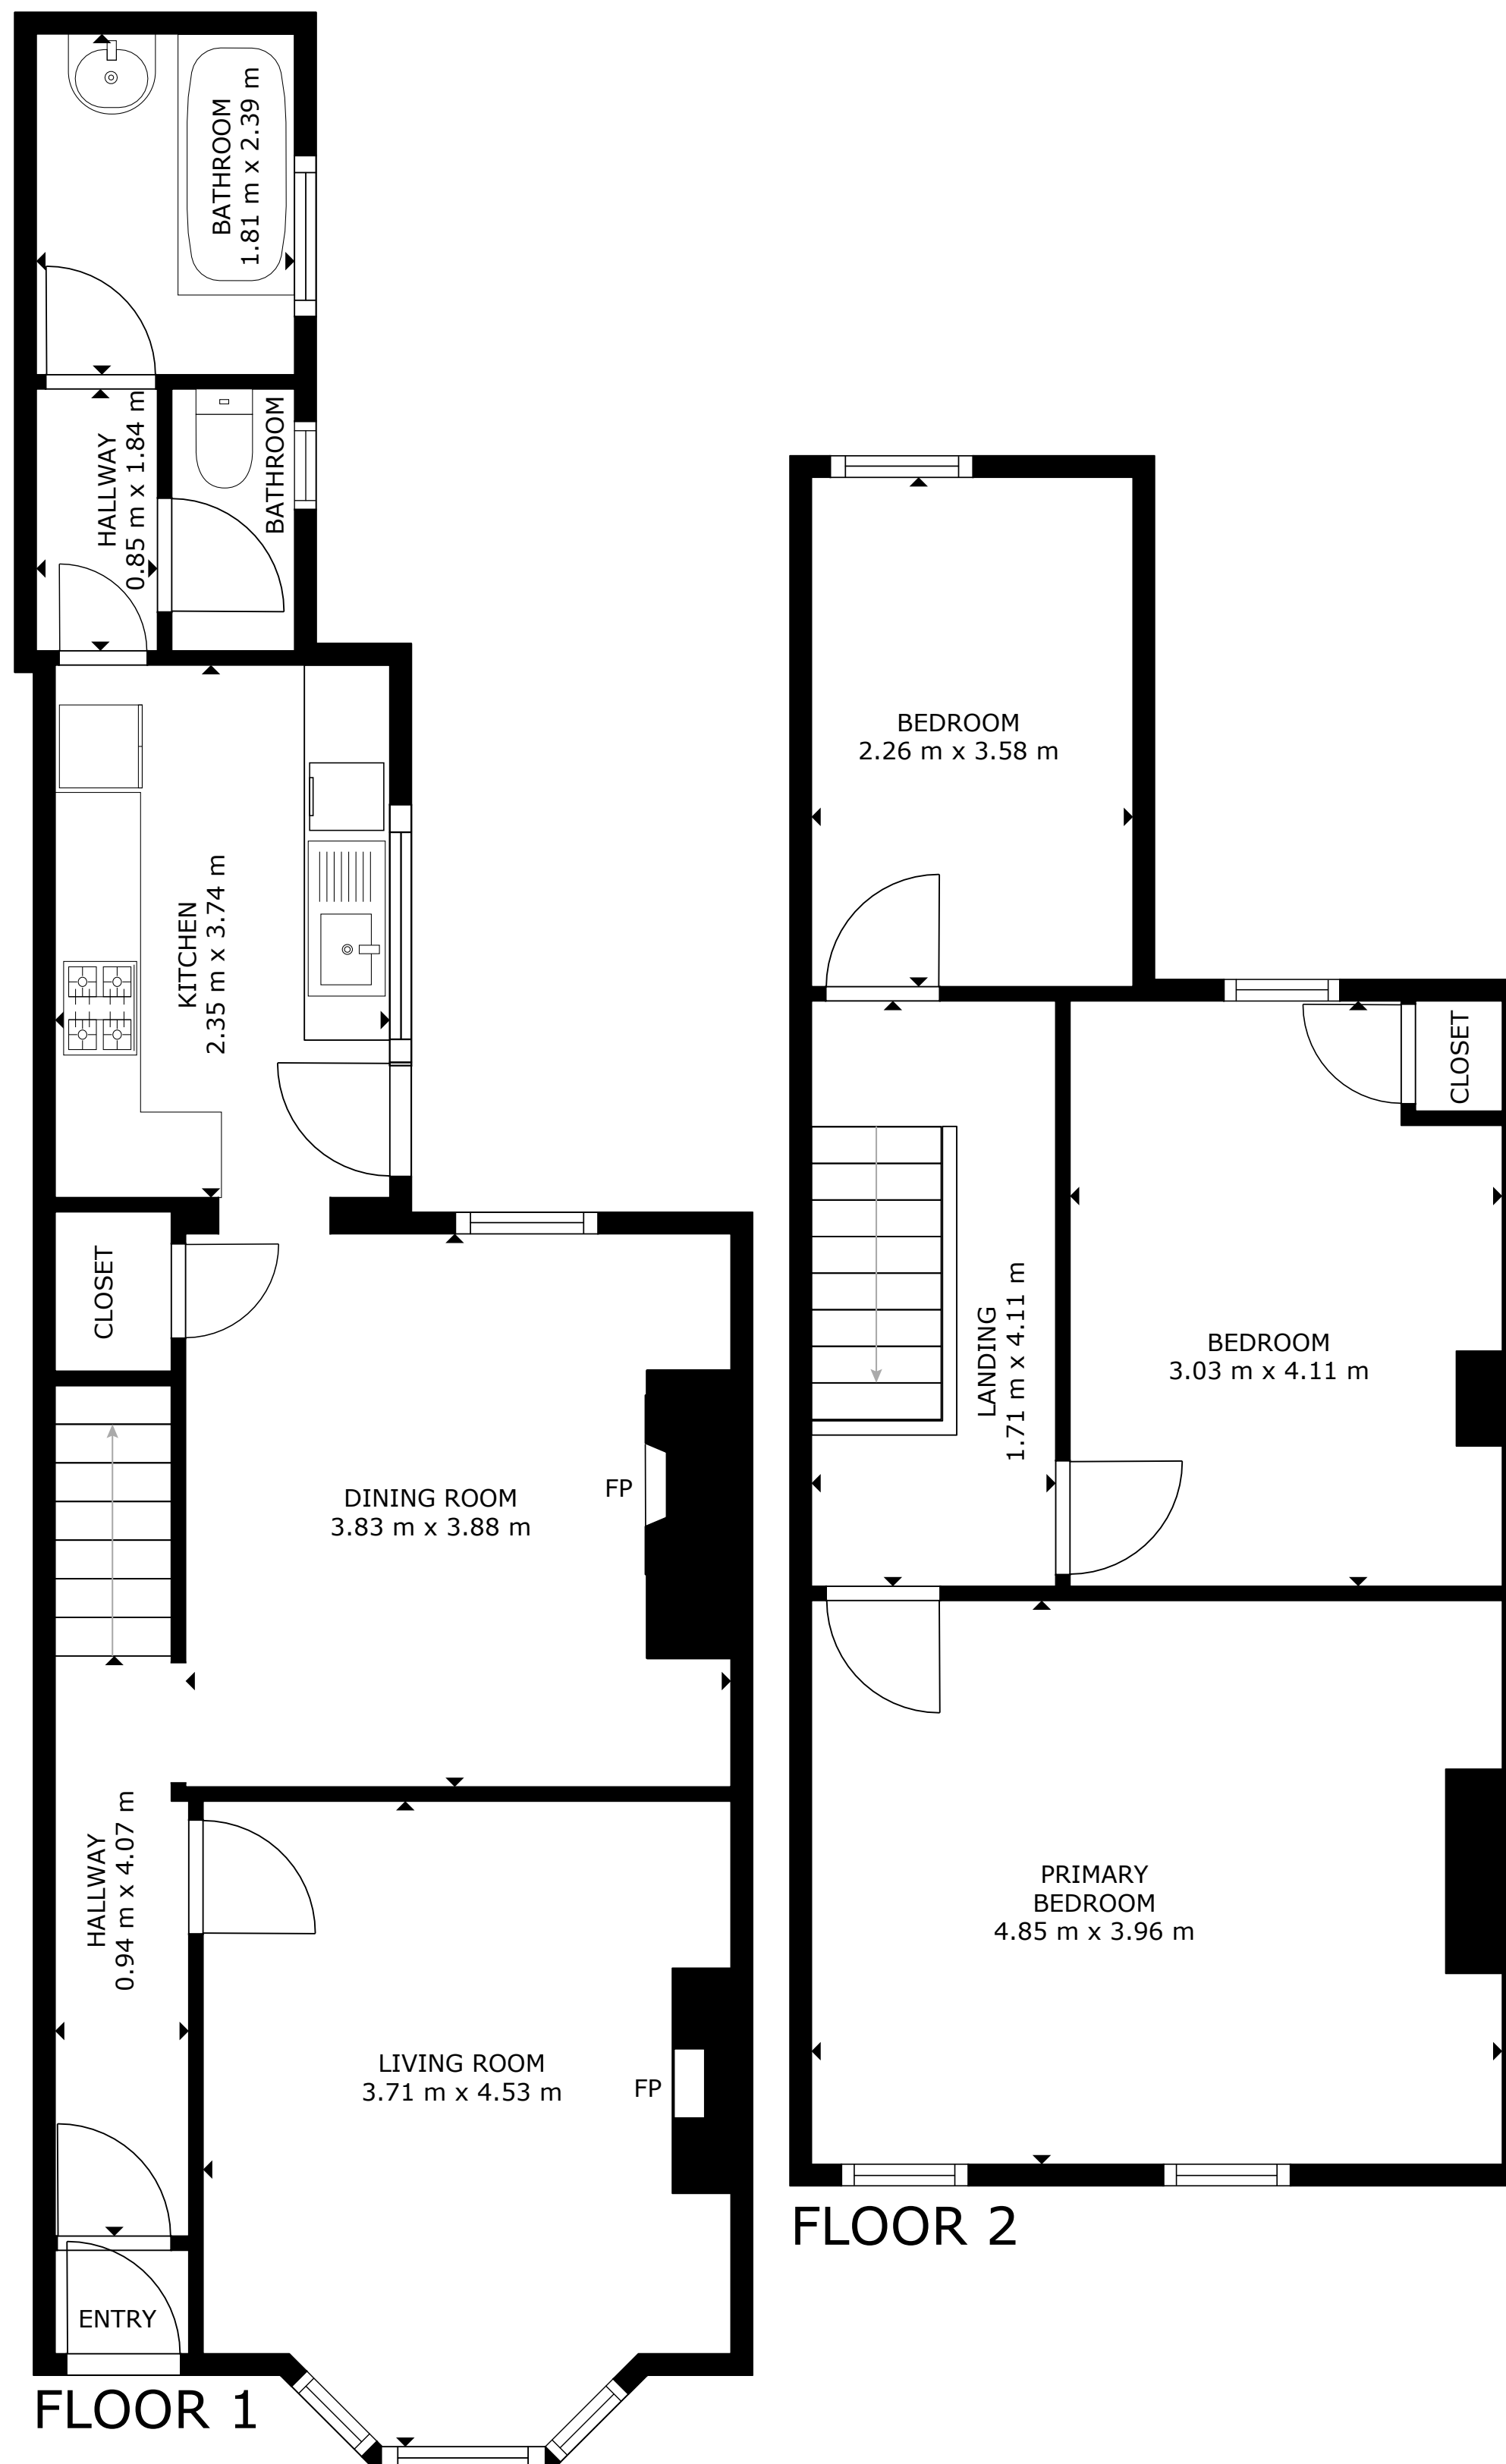 BATHROOM
1.81 m x 2.39 m
HALLWAY
0.85 m x 1.84 m
BATHROOM
KITCHEN
2.35 m x 3.74 m
CLOSET
DINING ROOM
3.83 m x 3.88 m
FP
HALLWAY
0.94 m x 4.07 m
LIVING ROOM
3.71 m x 4.53 m
FP
ENTRY
FLOOR 1
BEDROOM
2.26 m x 3.58 m
CLOSET
LANDING
1.71 m x 4.11 m
BEDROOM
3.03 m x 4.11 m
PRIMARY
BEDROOM
4.85 m x 3.96 m
FLOOR 2